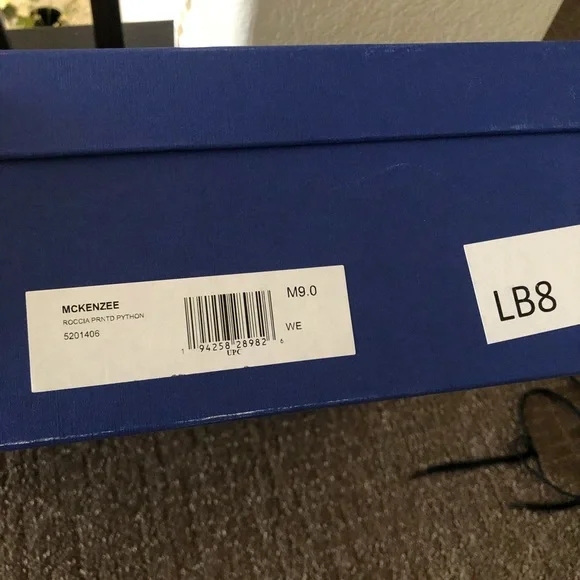 MCKENZEE
ROCCIA PRNTD PYTHON
5201406
M9.0
WE
1 94258 28982 6
UPC
LB8